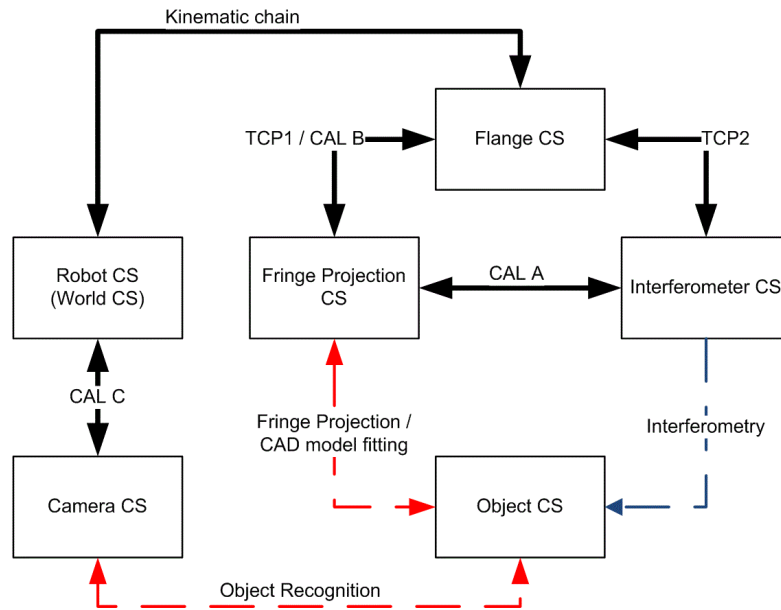 Kinematic chain
Flange CS
TCP1 / CAL B
TCP2
Robot CS
(World CS)
Fringe Projection
CS
CAL A
Interferometer CS
CAL C
Fringe Projection /
CAD model fitting
Interferometry
Camera CS
Object CS
Object Recognition